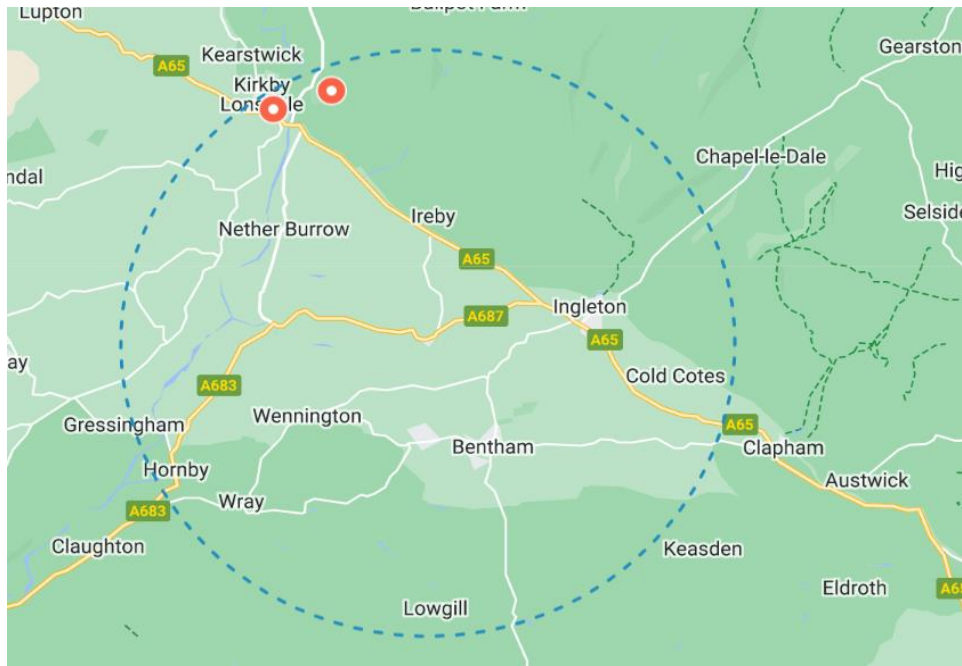 Lupton
Kearstwick
Gearston
A65
Kirkby
Lonsdale
Chapel-le-Dale
ndal
Hig
Selside
Ireby
Nether Burrow
A65
Ingleton
A687
A65
ay
Cold Cotes
A683
Wennington
Gressingham
A65
Bentham
Clapham
Hornby
Austwick
Wray
A683
Claughton
Keasden
Eldroth
A65
Lowgill